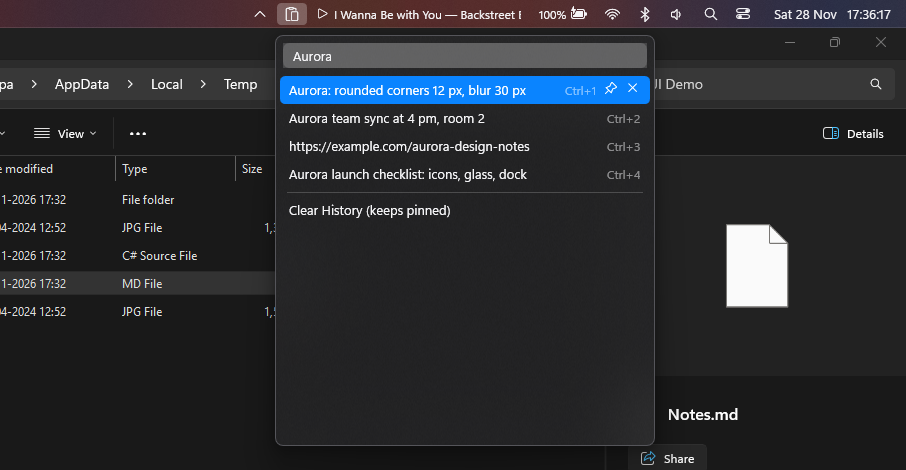 I Wanna Be with You — Backstreet
100%
Sat 28 Nov 17:36:17
Aurora
AppData
Local
Temp
Demo
Aurora: rounded corners 12 px, blur 30 px Ctrl+1
Aurora team sync at 4 pm, room 2 Ctrl+2
https://example.com/aurora-design-notes Ctrl+3
Aurora launch checklist: icons, glass, dock Ctrl+4
Clear History (keeps pinned)
View
Details
modified Type Size
1-2026 17:32 File folder
04-2024 12:52 JPG File
1-2026 17:32 C# Source File
1-2026 17:32 MD File
04-2024 12:52 JPG File
Notes.md
Share